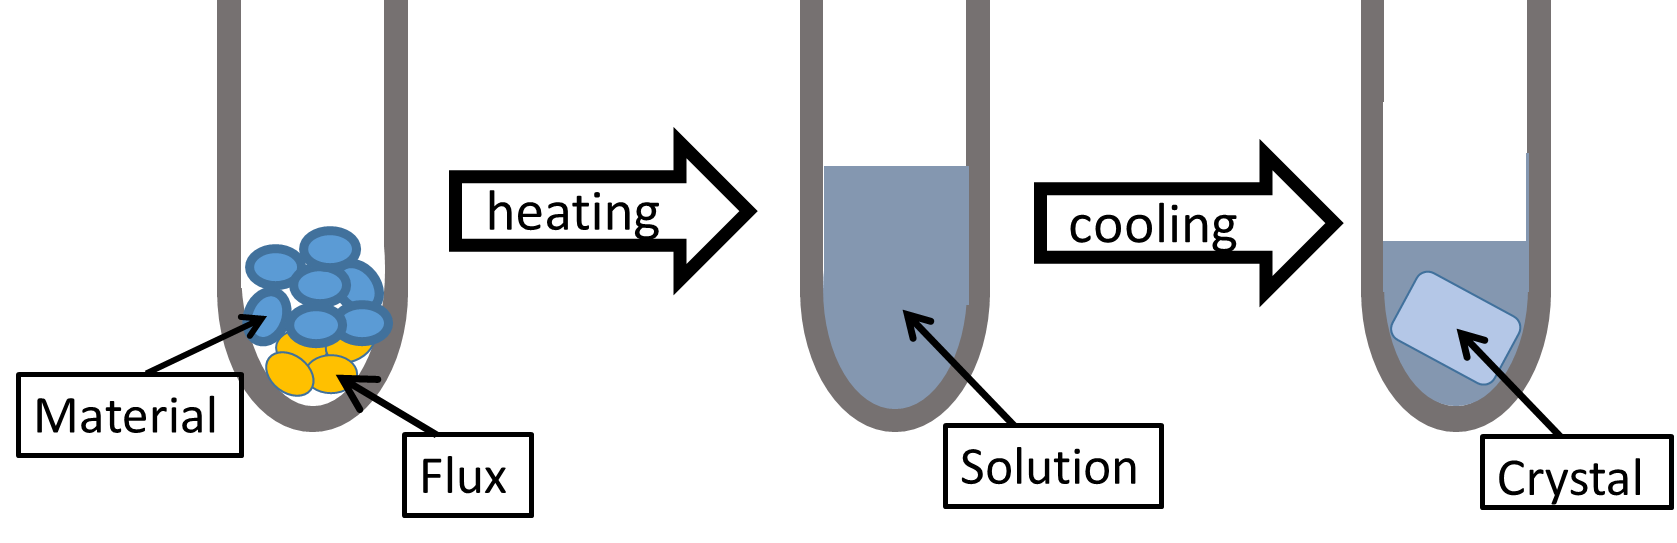 heating
cooling
Material
Flux
Solution
Crystal